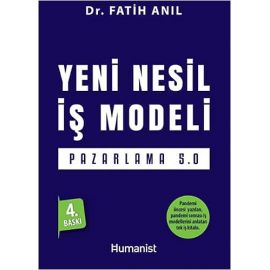 Dr. FATİH ANIL
YENİ NESİL
İŞ MODELİ
PAZARLAMA 5.0
4.
BASKI
Pandemi
öncesi yazılan,
pandemi sonrası iş
modellerini anlatan
tek iş kitabı.
Humanist